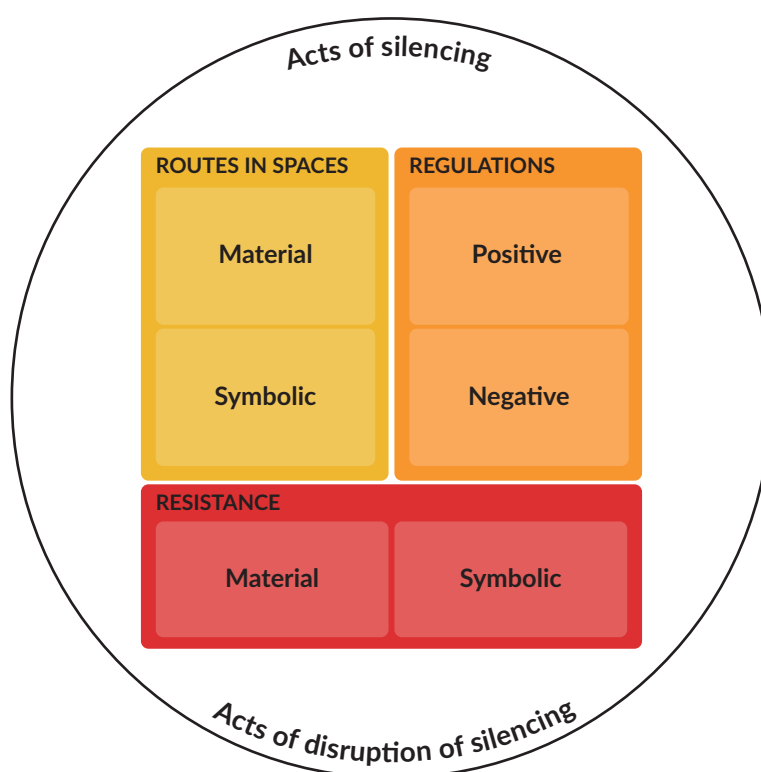 Acts of silencing
ROUTES IN SPACES
Material
Symbolic
REGULATIONS
Positive
Negative
RESISTANCE
Material
Symbolic
Acts of disruption of silencing